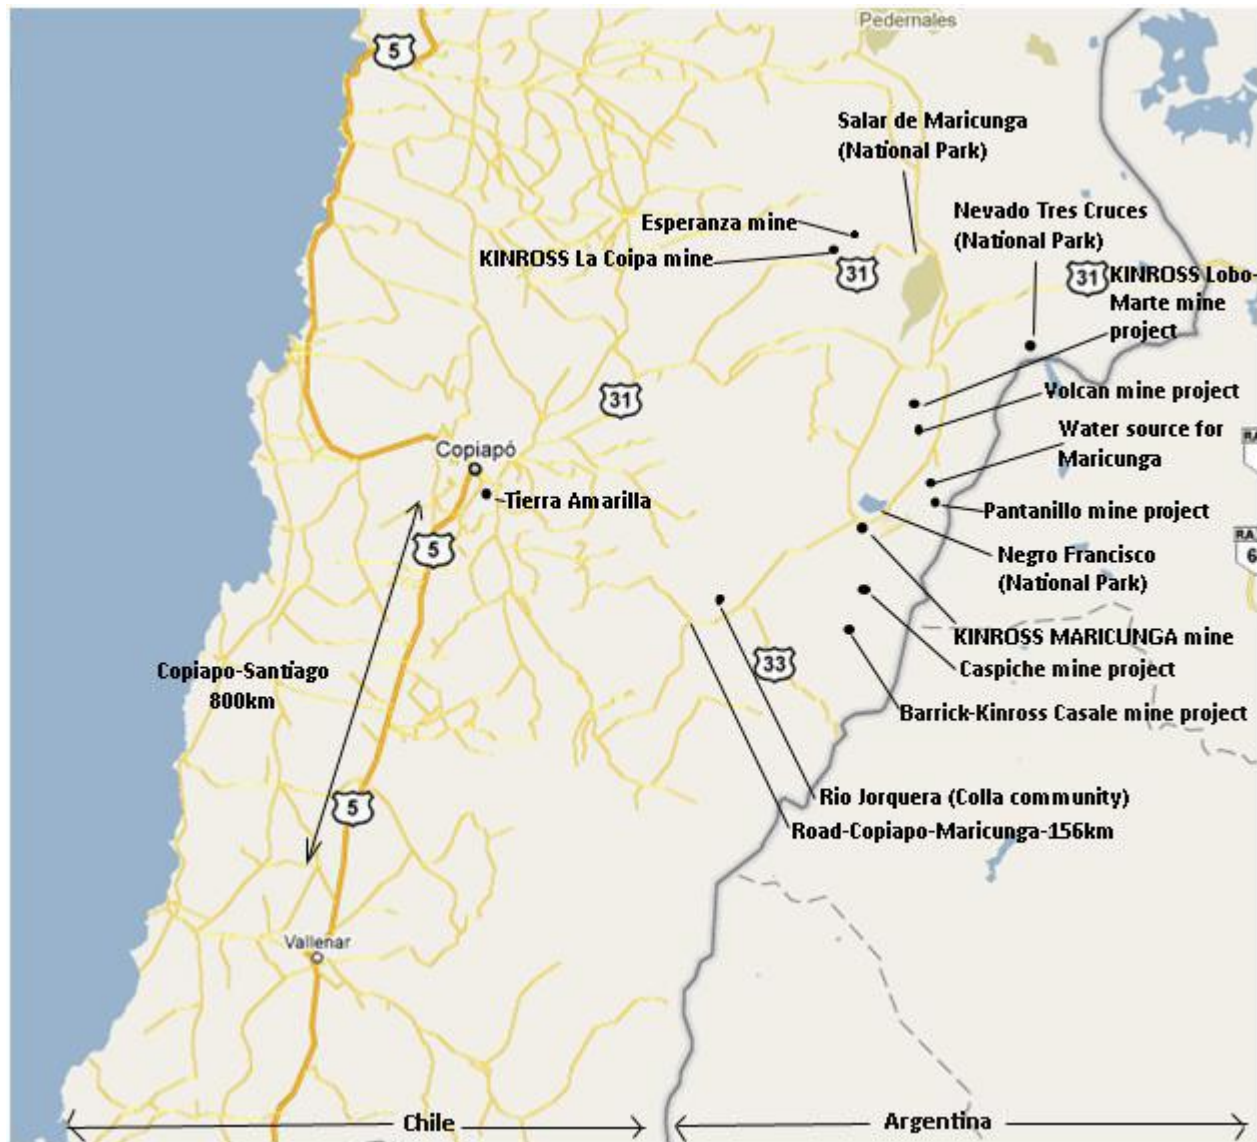 Pedernales
5
Salar de Maricunga
(National Park)
Nevado Tres Cruces
(National Park)
Esperanza mine
KINROSS La Coipa mine
31
31
KINROSS Lobo-
Marte mine
project
Volcan mine project
31
Water source for
Maricunga
RA
Copiapó
Tierra Amarilla
Pantanillo mine project
5
RA
6
Negro Francisco
(National Park)
KINROSS MARICUNGA mine
33
Caspiche mine project
Copiapo-Santiago
800km
Barrick-Kinross Casale mine project
5
Rio Jorquera (Colla community)
Road-Copiapo-Maricunga-156km
Vallenar
Chile
Argentina